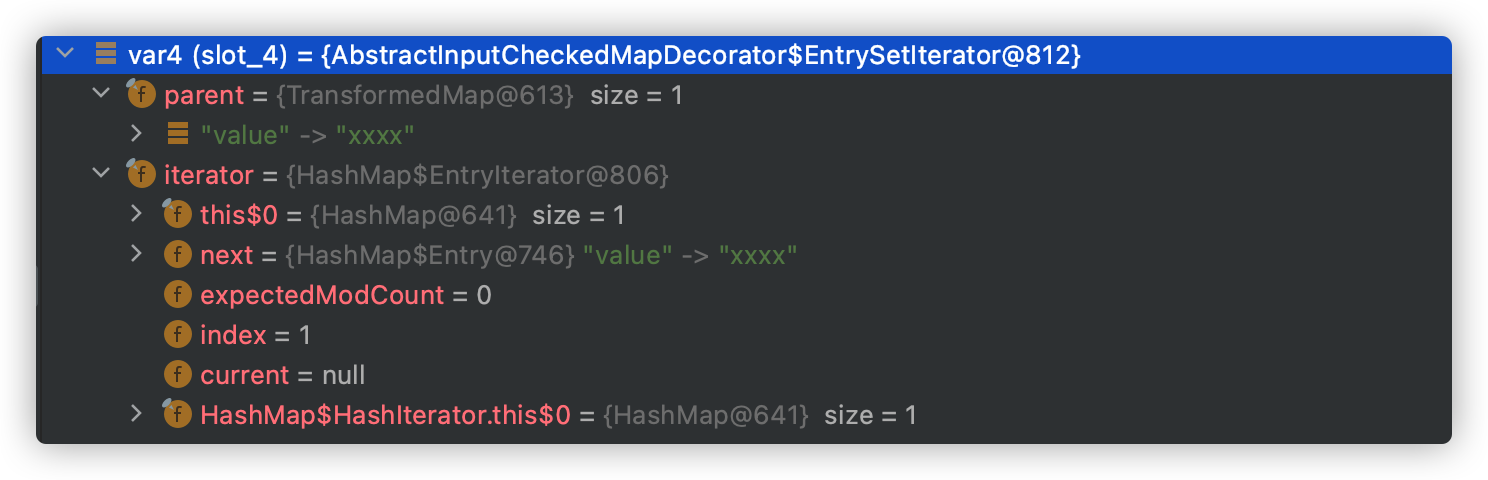 var4 (slot_4) = {AbstractInputCheckedMapDecorator$EntrySetIterator@812}
f parent = {TransformedMap@613} size = 1
"value" -> "xxxx"
f iterator = {HashMap$EntryIterator@806}
f this$0 = {HashMap@641} size = 1
f next = {HashMap$Entry@746} "value" -> "xxxx"
f expectedModCount = 0
f index = 1
f current = null
f HashMap$HashIterator.this$0 = {HashMap@641} size = 1